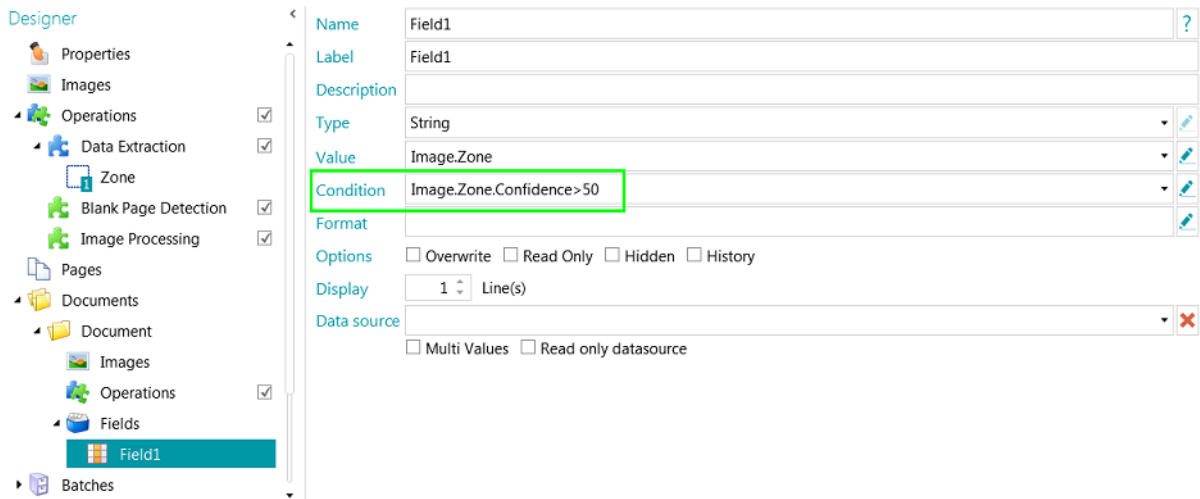 Designer
Properties
Images
Operations
Data Extraction
1 Zone
Blank Page Detection
Image Processing
Pages
Documents
Document
Images
Operations
Fields
Field1
Batches
Name Field1 ?
Label Field1
Description
Type String
Value Image.Zone
Condition Image.Zone.Confidence>50
Format
Options Overwrite Read Only Hidden History
Display 1 Line(s)
Data source
Multi Values Read only datasource